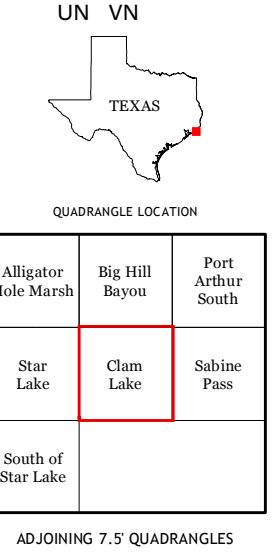 UN VN
TEXAS
QUADRANGLE LOCATION
Alligator
Hole Marsh
Big Hill
Bayou
Port
Arthur
South
Star
Lake
Clam
Lake
Sabine
Pass
South of
Star Lake
ADJOINING 7.5' QUADRANGLES